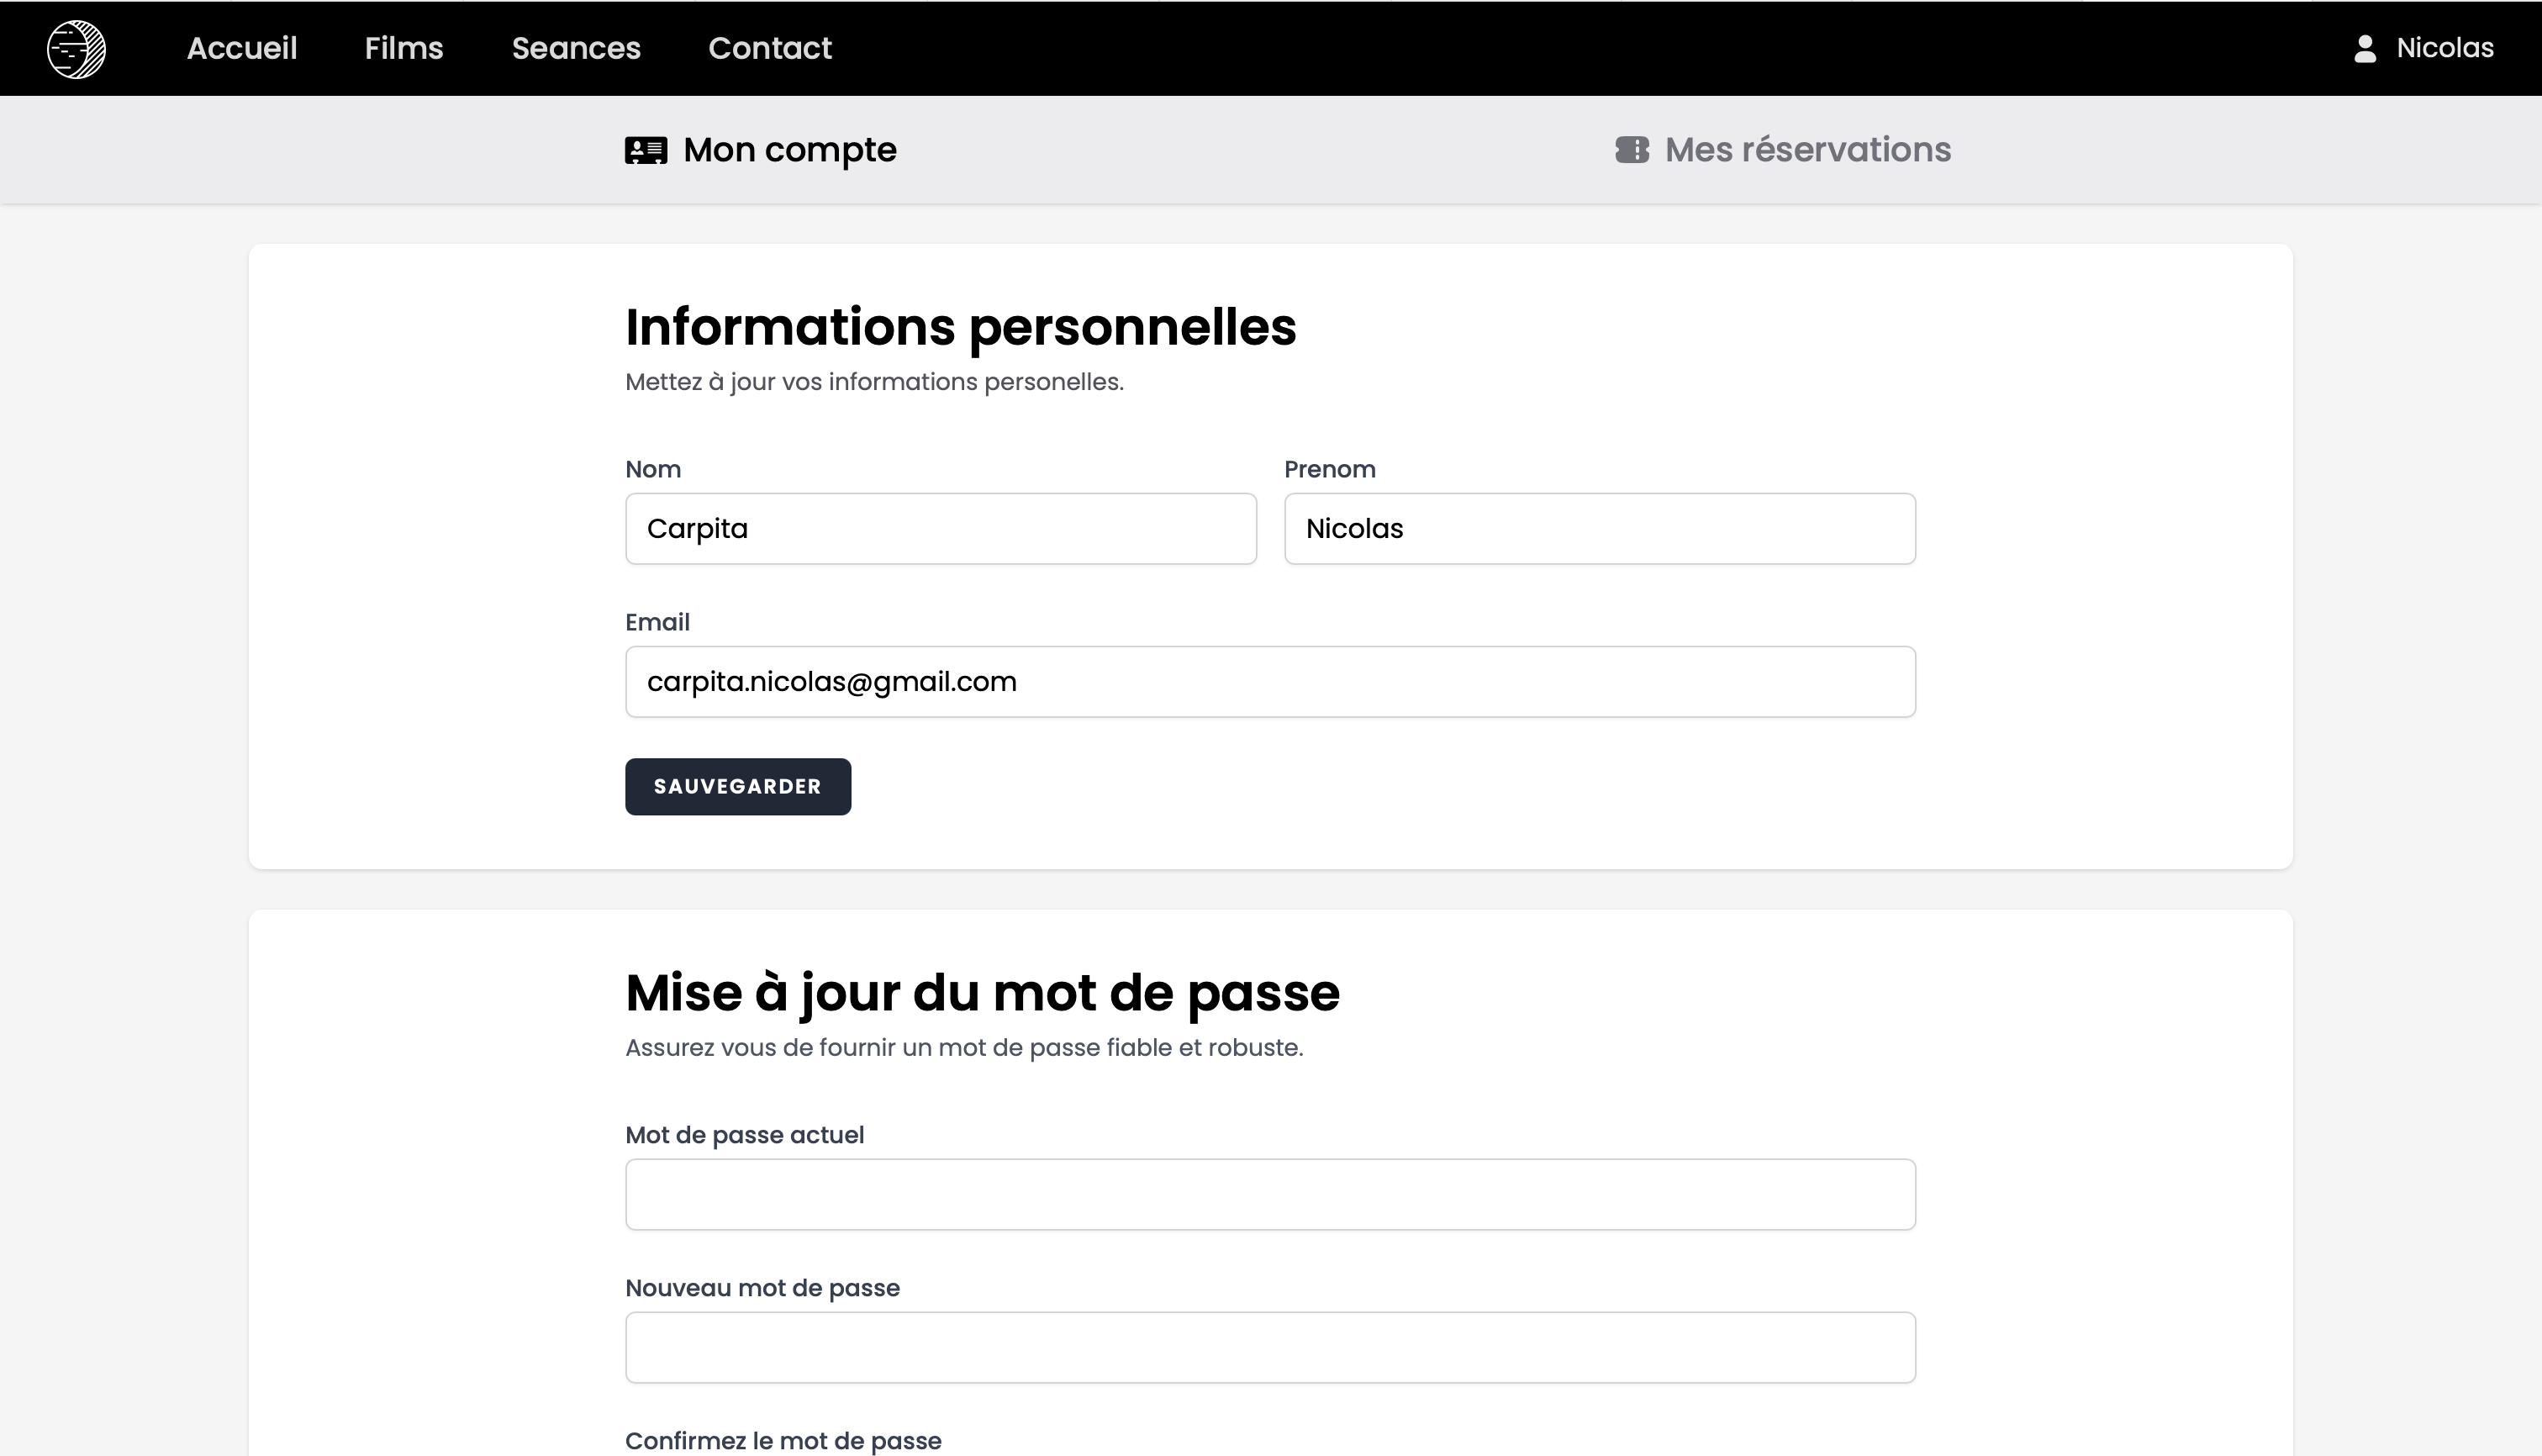 Accueil Films Seances Contact Nicolas
Mon compte Mes réservations
Informations personnelles
Mettez à jour vos informations personelles.
Nom Prenom
Carpita Nicolas
Email
carpita.nicolas@gmail.com
SAUVEGARDER
Mise à jour du mot de passe
Assurez vous de fournir un mot de passe fiable et robuste.
Mot de passe actuel
Nouveau mot de passe
Confirmez le mot de passe